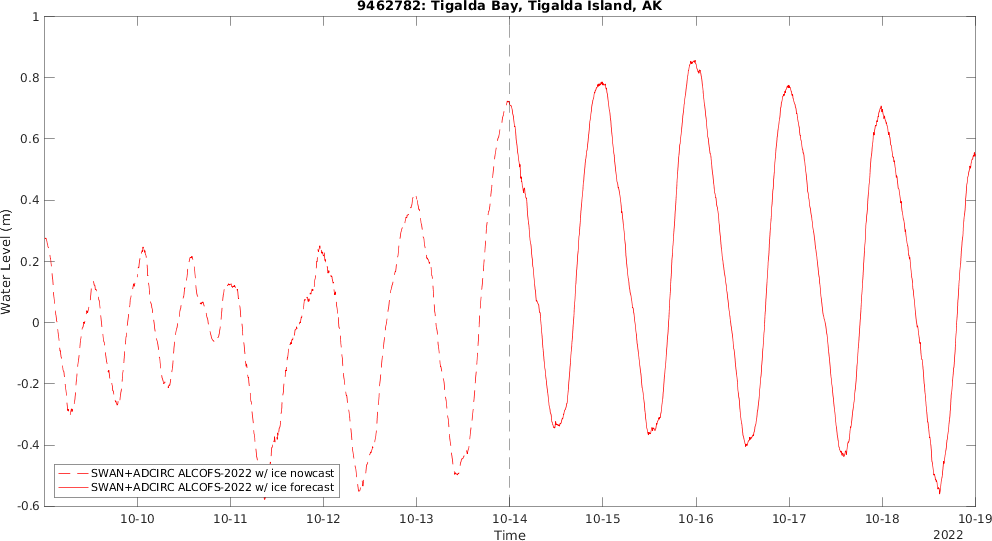 9462782: Tigalda Bay, Tigalda Island, AK
1
0.8
0.6
0.4
0.2
0
-0.2
-0.4
-0.6
Water Level (m)
SWAN+ADCIRC ALCOFS-2022 w/ ice nowcast
SWAN+ADCIRC ALCOFS-2022 w/ ice forecast
10-10 10-11 10-12 10-13 10-14 10-15 10-16 10-17 10-18 10-19
Time
2022